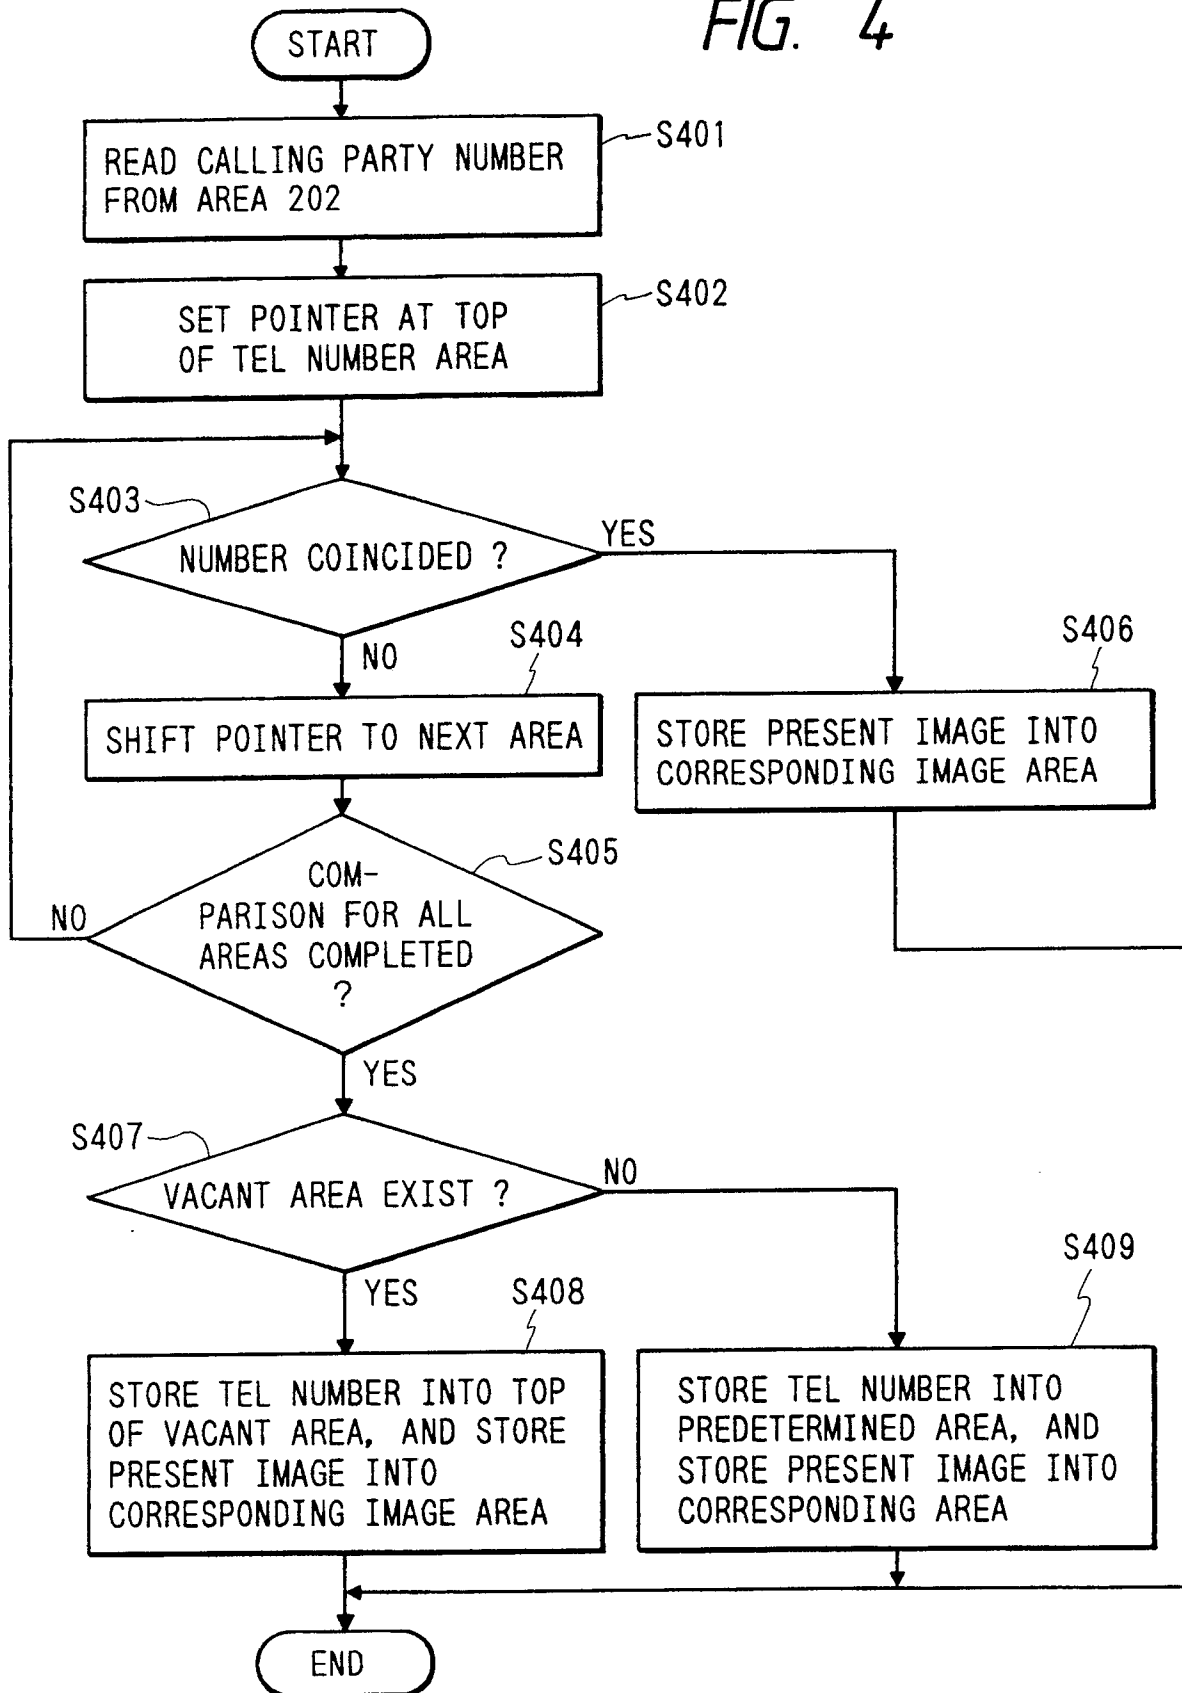 FIG. 4
START
S401
READ CALLING PARTY NUMBER
FROM AREA 202
S402
SET POINTER AT TOP
OF TEL NUMBER AREA
S403
NUMBER COINCIDED ?
YES
NO
S404
SHIFT POINTER TO NEXT AREA
S406
STORE PRESENT IMAGE INTO
CORRESPONDING IMAGE AREA
S405
COM-
PARISON FOR ALL
AREAS COMPLETED
?
NO
YES
S407
VACANT AREA EXIST ?
NO
YES
S408
STORE TEL NUMBER INTO TOP
OF VACANT AREA, AND STORE
PRESENT IMAGE INTO
CORRESPONDING IMAGE AREA
S409
STORE TEL NUMBER INTO
PREDETERMINED AREA, AND
STORE PRESENT IMAGE INTO
CORRESPONDING AREA
END